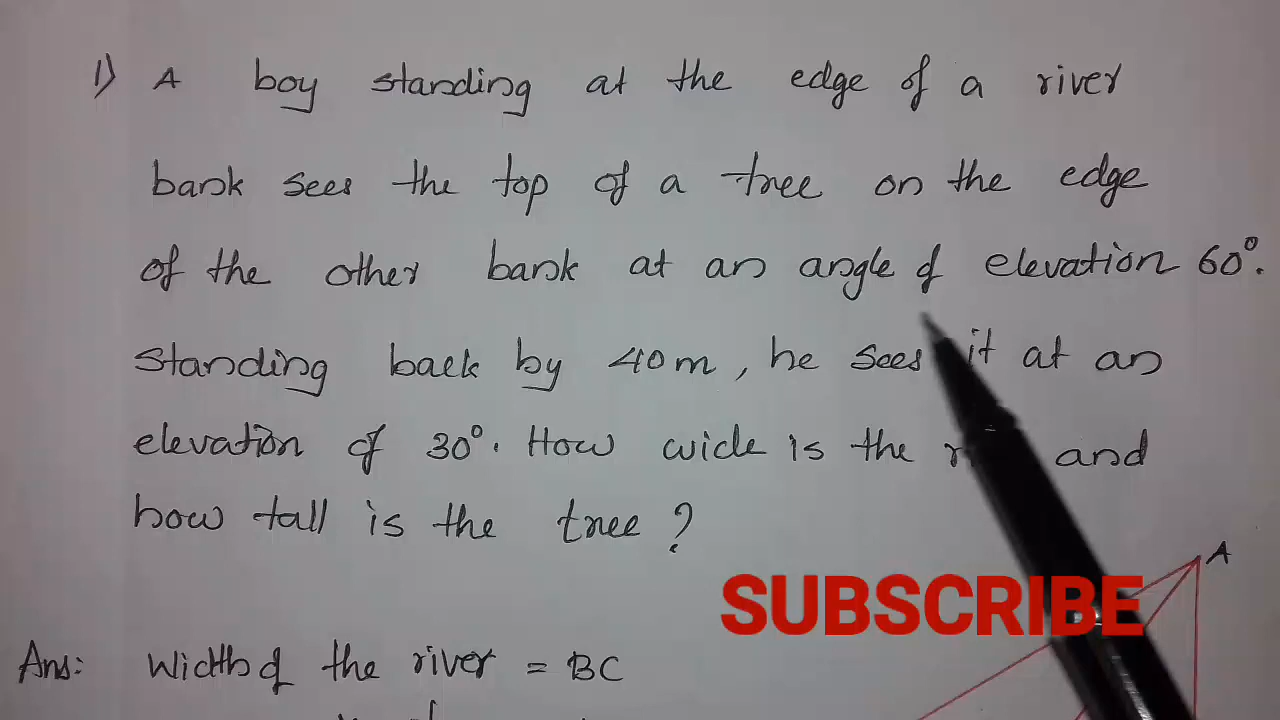 1) A boy standing at the edge of a river
bank sees the top of a tree on the edge
of the other bank at an angle of elevation 60°.
Standing back by 40m, he sees it at an
elevation of 30°. How wide is the and
how tall is the tree?
A
SUBSCRIBE
Ans: Width of the river = BC